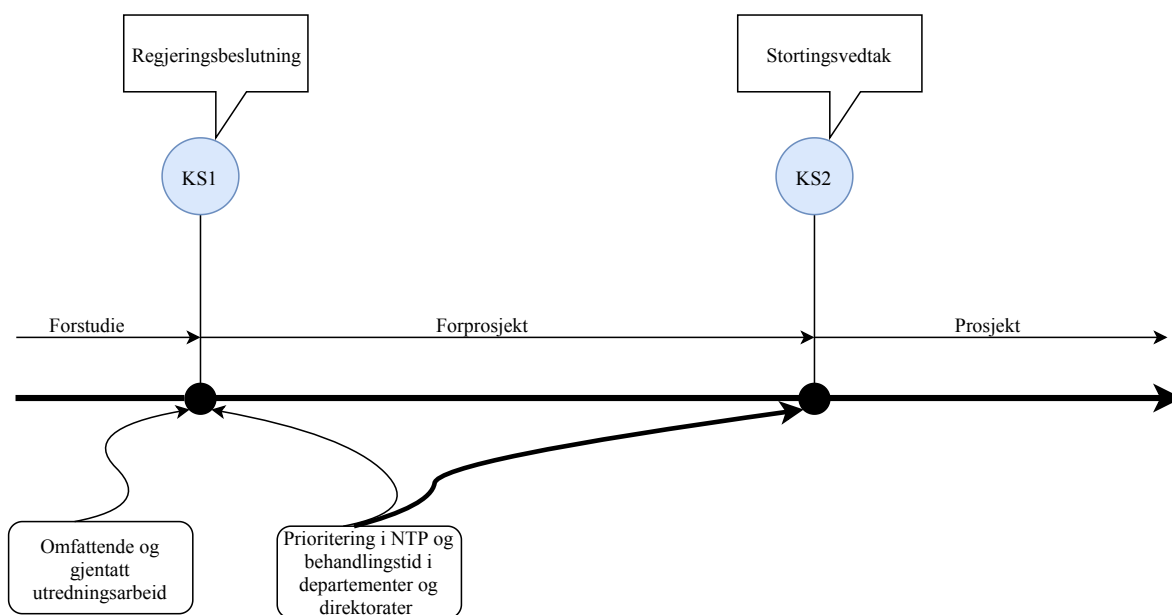 Regjeringsbeslutning
Stortingsvedtak
KS1
KS2
Forstudie
Forprosjekt
Prosjekt
Omfattende og
gjentatt
utredningsarbeid
Prioritering i NTP og
behandlingstid i
departementer og
direktorater